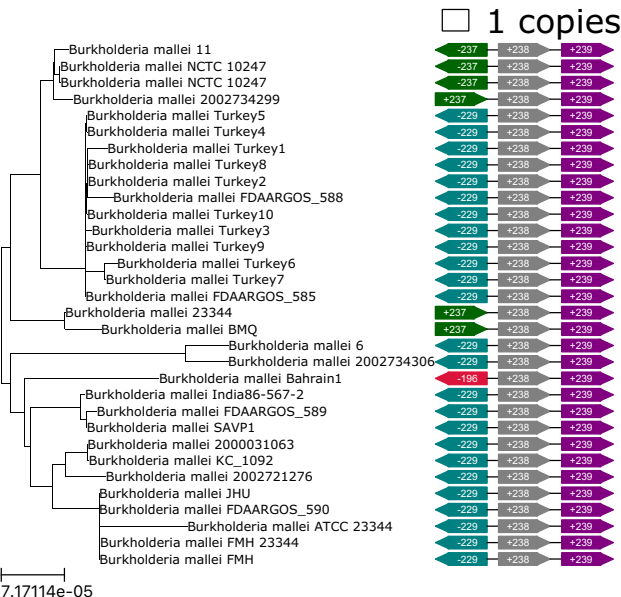 1 copies
Burkholderia mallei 11 -237 +238 +239
Burkholderia mallei NCTC 10247 -237 +238 +239
Burkholderia mallei NCTC 10247 -237 +238 +239
Burkholderia mallei 2002734299 +237 +238 +239
Burkholderia mallei Turkey5 -229 +238 +239
Burkholderia mallei Turkey4 -229 +238 +239
Burkholderia mallei Turkey1 -229 +238 +239
Burkholderia mallei Turkey8 -229 +238 +239
Burkholderia mallei Turkey2 -229 +238 +239
Burkholderia mallei FDAARGOS_588 -229 +238 +239
Burkholderia mallei Turkey10 -229 +238 +239
Burkholderia mallei Turkey3 -229 +238 +239
Burkholderia mallei Turkey9 -229 +238 +239
Burkholderia mallei Turkey6 -229 +238 +239
Burkholderia mallei Turkey7 -229 +238 +239
Burkholderia mallei FDAARGOS_585 -229 +238 +239
Burkholderia mallei 23344 +237 +238 +239
Burkholderia mallei BMQ +237 +238 +239
Burkholderia mallei 6 -229 +238 +239
Burkholderia mallei 2002734306 -229 +238 +239
Burkholderia mallei Bahrain1 -196 +238 +239
Burkholderia mallei India86-567-2 -229 +238 +239
Burkholderia mallei FDAARGOS_589 -229 +238 +239
Burkholderia mallei SAVP1 -229 +238 +239
Burkholderia mallei 2000031063 -229 +238 +239
Burkholderia mallei KC_1092 -229 +238 +239
Burkholderia mallei 2002721276 -229 +238 +239
Burkholderia mallei JHU -229 +238 +239
Burkholderia mallei FDAARGOS_590 -229 +238 +239
Burkholderia mallei ATCC 23344 -229 +238 +239
Burkholderia mallei FMH 23344 -229 +238 +239
Burkholderia mallei FMH -229 +238 +239
7.17114e-05